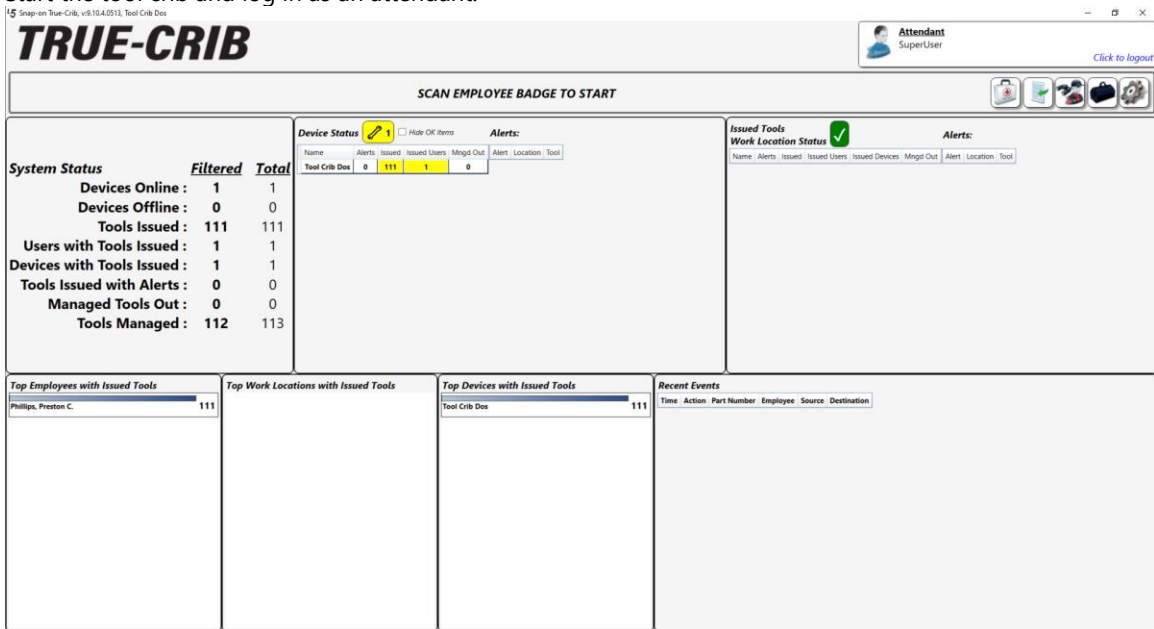 Start the tool crib and log in as an attendant.
Snap-on True-Crib, v:9.10.4.0513, Tool Crib Dos
TRUE-CRIB
Attendant
SuperUser
Click to logout
SCAN EMPLOYEE BADGE TO START
System Status Filtered Total
Devices Online : 1 1
Devices Offline : 0 0
Tools Issued : 111 111
Users with Tools Issued : 1 1
Devices with Tools Issued : 1 1
Tools Issued with Alerts : 0 0
Managed Tools Out : 0 0
Tools Managed : 112 113
Device Status 1 Hide OK Items Alerts:
Name Alerts Issued Issued Users Mngd Out Alert Location Tool
Tool Crib Dos 0 111 1 0
Issued Tools
Work Location Status Alerts:
Name Alerts Issued Issued Users Issued Devices Mngd Out Alert Location Tool
Top Employees with Issued Tools
Phillips, Preston C. 111
Top Work Locations with Issued Tools
Top Devices with Issued Tools
Tool Crib Dos 111
Recent Events
Time Action Part Number Employee Source Destination